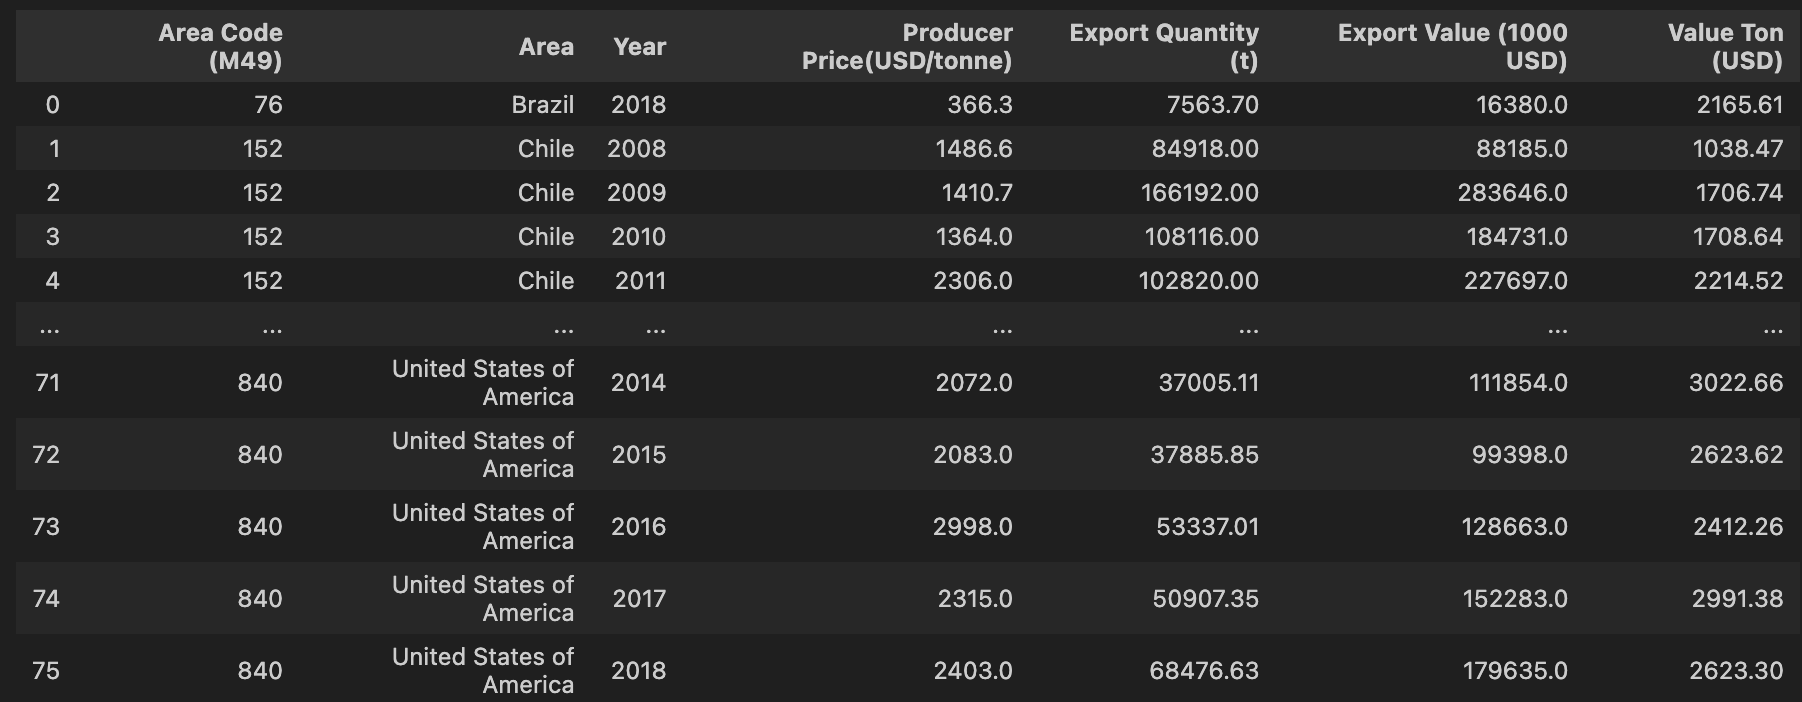 Area Code (M49) Area Year Producer Price(USD/tonne) Export Quantity (t) Export Value (1000 USD) Value Ton (USD)
0 76 Brazil 2018 366.3 7563.70 16380.0 2165.61
1 152 Chile 2008 1486.6 84918.00 88185.0 1038.47
2 152 Chile 2009 1410.7 166192.00 283646.0 1706.74
3 152 Chile 2010 1364.0 108116.00 184731.0 1708.64
4 152 Chile 2011 2306.0 102820.00 227697.0 2214.52
... ... ... ... ... ... ... ...
71 840 United States of America 2014 2072.0 37005.11 111854.0 3022.66
72 840 United States of America 2015 2083.0 37885.85 99398.0 2623.62
73 840 United States of America 2016 2998.0 53337.01 128663.0 2412.26
74 840 United States of America 2017 2315.0 50907.35 152283.0 2991.38
75 840 United States of America 2018 2403.0 68476.63 179635.0 2623.30